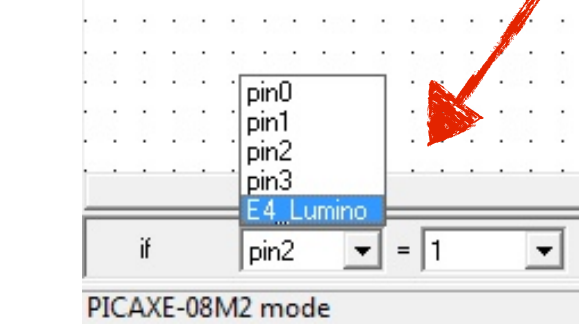 pin0
pin1
pin2
pin3
E4_Lumino
if pin2 = 1
PICAXE-08M2 mode